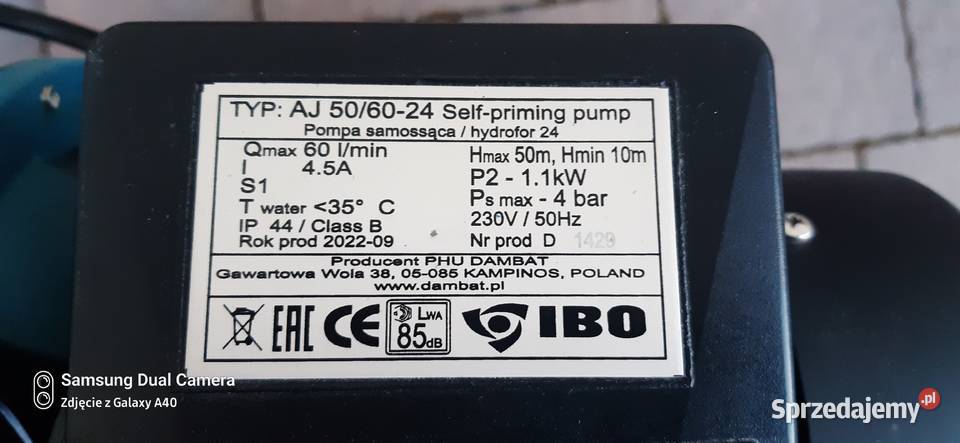 TYP: AJ 50/60-24 Self-priming pump
Pompa samossąca / hydrofor 24
Qmax 60 l/min
I 4.5A
S1
T water <35° C
IP 44 / Class B
Rok prod 2022-09
Hmax 50m, Hmin 10m
P2 - 1.1kW
Ps max - 4 bar
230V / 50Hz
Nr prod D 1429
Producent PHU DAMBAT
Gawartowa Wola 38, 05-085 KAMPINOS, POLAND
www.dambat.pl
EAC CE LWA 85dB IBO
Samsung Dual Camera
Zdjęcie z Galaxy A40
Sprzedajemy.pl